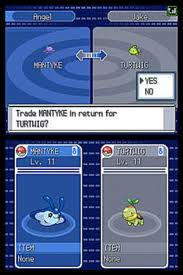 Angel
Jake
MANTYKE
TURTWIG
YES
NO
Trade MANTYKE in return for
TURTWIG?
MANTYKE
Lv. 11
ITEM
None
TURTWIG
Lv. 11
ITEM
None